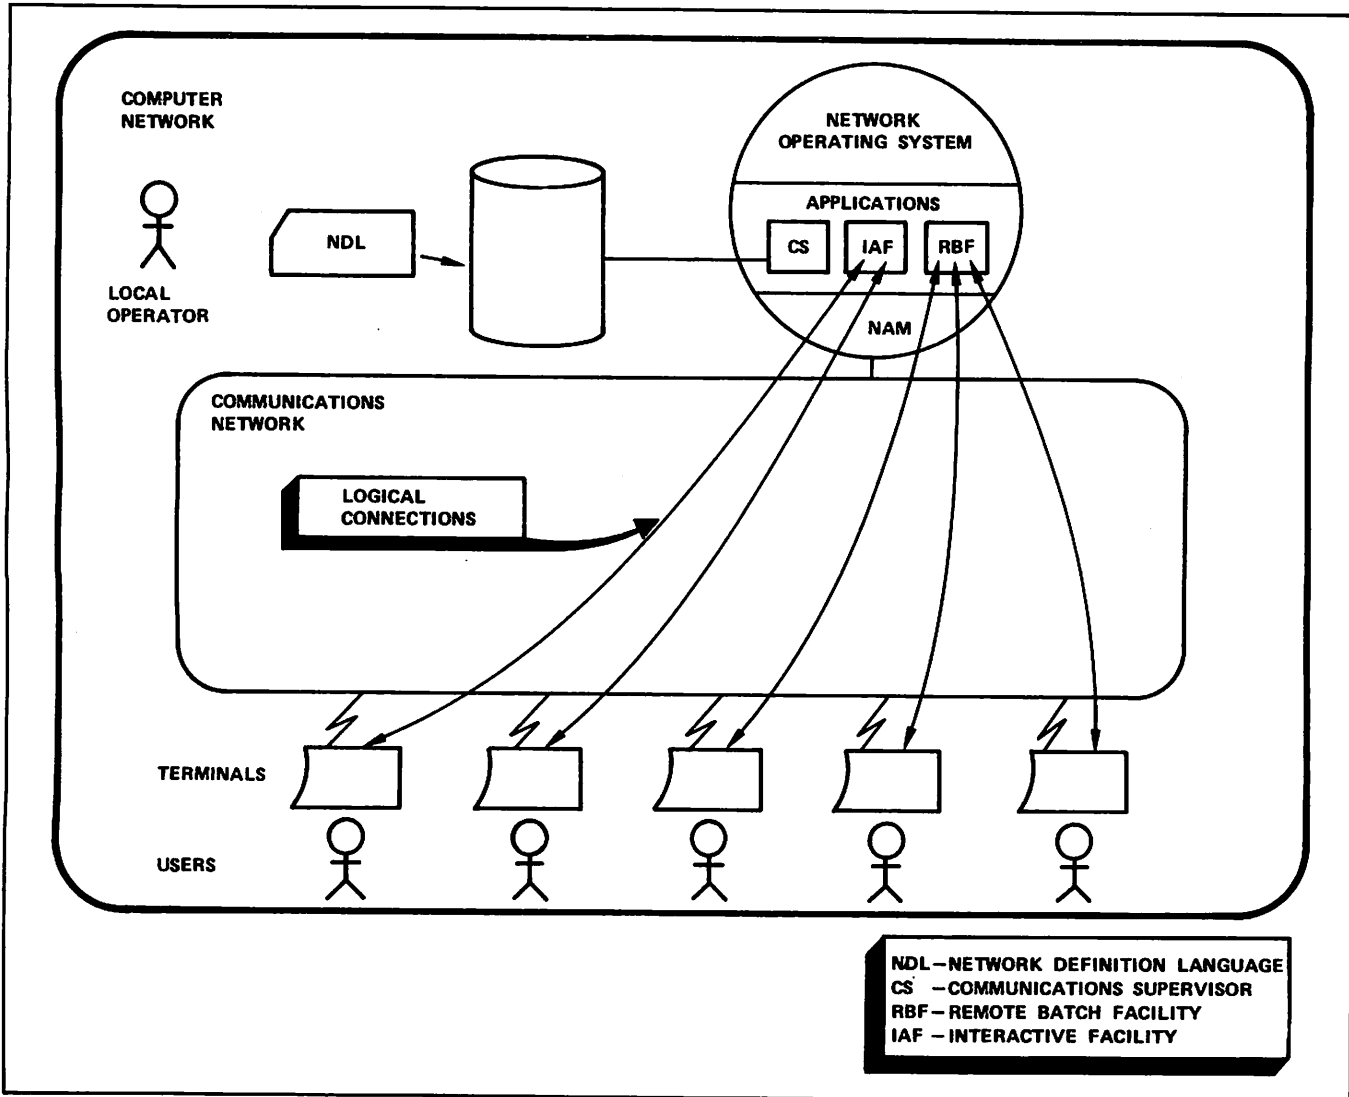 COMPUTER
NETWORK
NETWORK
OPERATING SYSTEM
APPLICATIONS
CS
IAF
RBF
NDL
LOCAL
OPERATOR
NAM
COMMUNICATIONS
NETWORK
LOGICAL
CONNECTIONS
TERMINALS
USERS
NDL–NETWORK DEFINITION LANGUAGE
CS –COMMUNICATIONS SUPERVISOR
RBF–REMOTE BATCH FACILITY
IAF –INTERACTIVE FACILITY